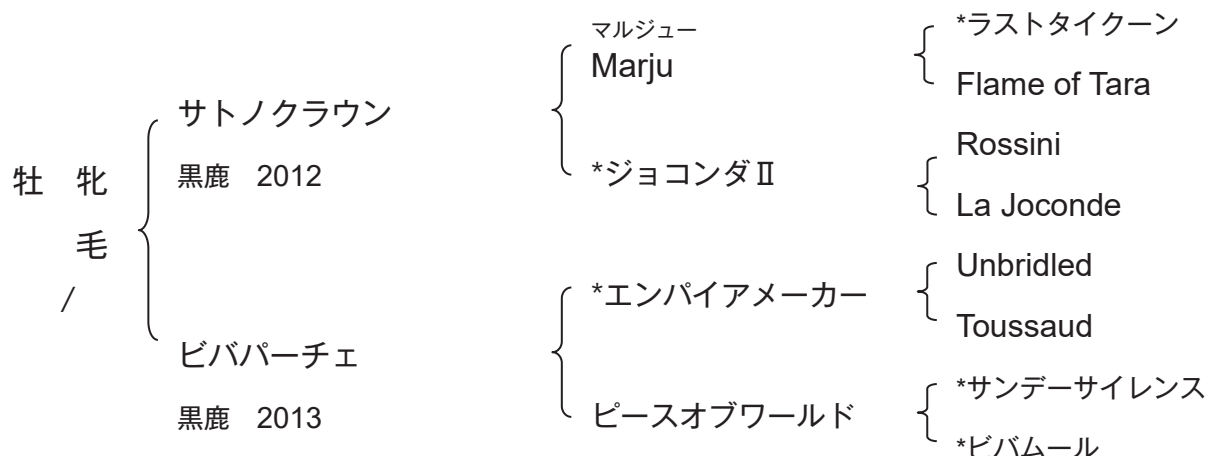 マルジュー
Marju
*ラストタイクーン
Flame of Tara
サトノクラウン
黒鹿 2012
*ジョコンダⅡ
Rossini
La Joconde
牡 牝
毛
/
*エンパイアメーカー
Unbridled
Toussaud
ビバパーチェ
黒鹿 2013
ピースオブワールド
*サンデーサイレンス
*ビバムール